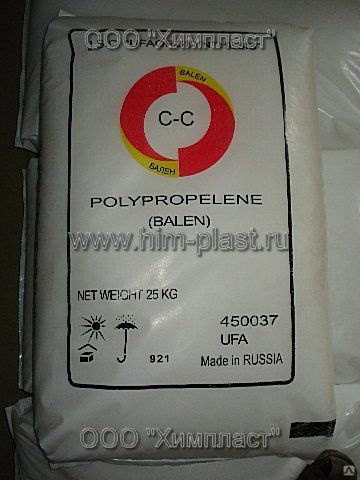 ООО "Химпласт"
BALEN
C-C
БАЛЕН
POLYPROPELENE
(BALEN)
www.him-plast.ru
NET WEIGHT 25 KG
450037
UFA
921
Made in RUSSIA
ООО "Химпласт"